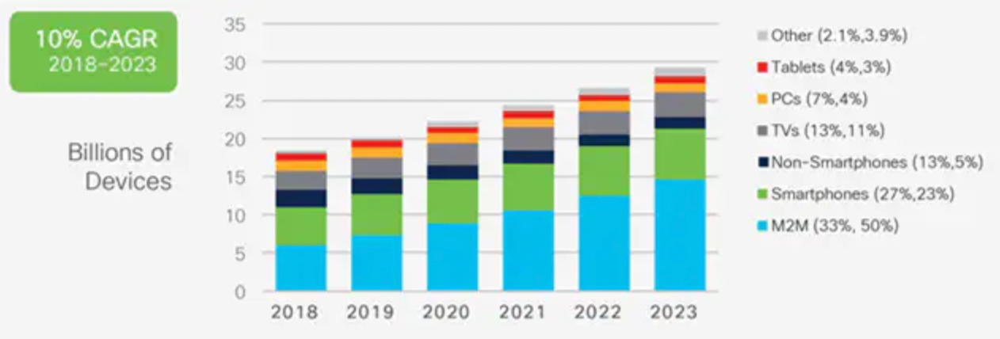 10% CAGR
2018–2023
Billions of
Devices
35
30
25
20
15
10
5
0
2018 2019 2020 2021 2022 2023
Other (2.1%,3.9%)
Tablets (4%,3%)
PCs (7%,4%)
TVs (13%,11%)
Non-Smartphones (13%,5%)
Smartphones (27%,23%)
M2M (33%, 50%)